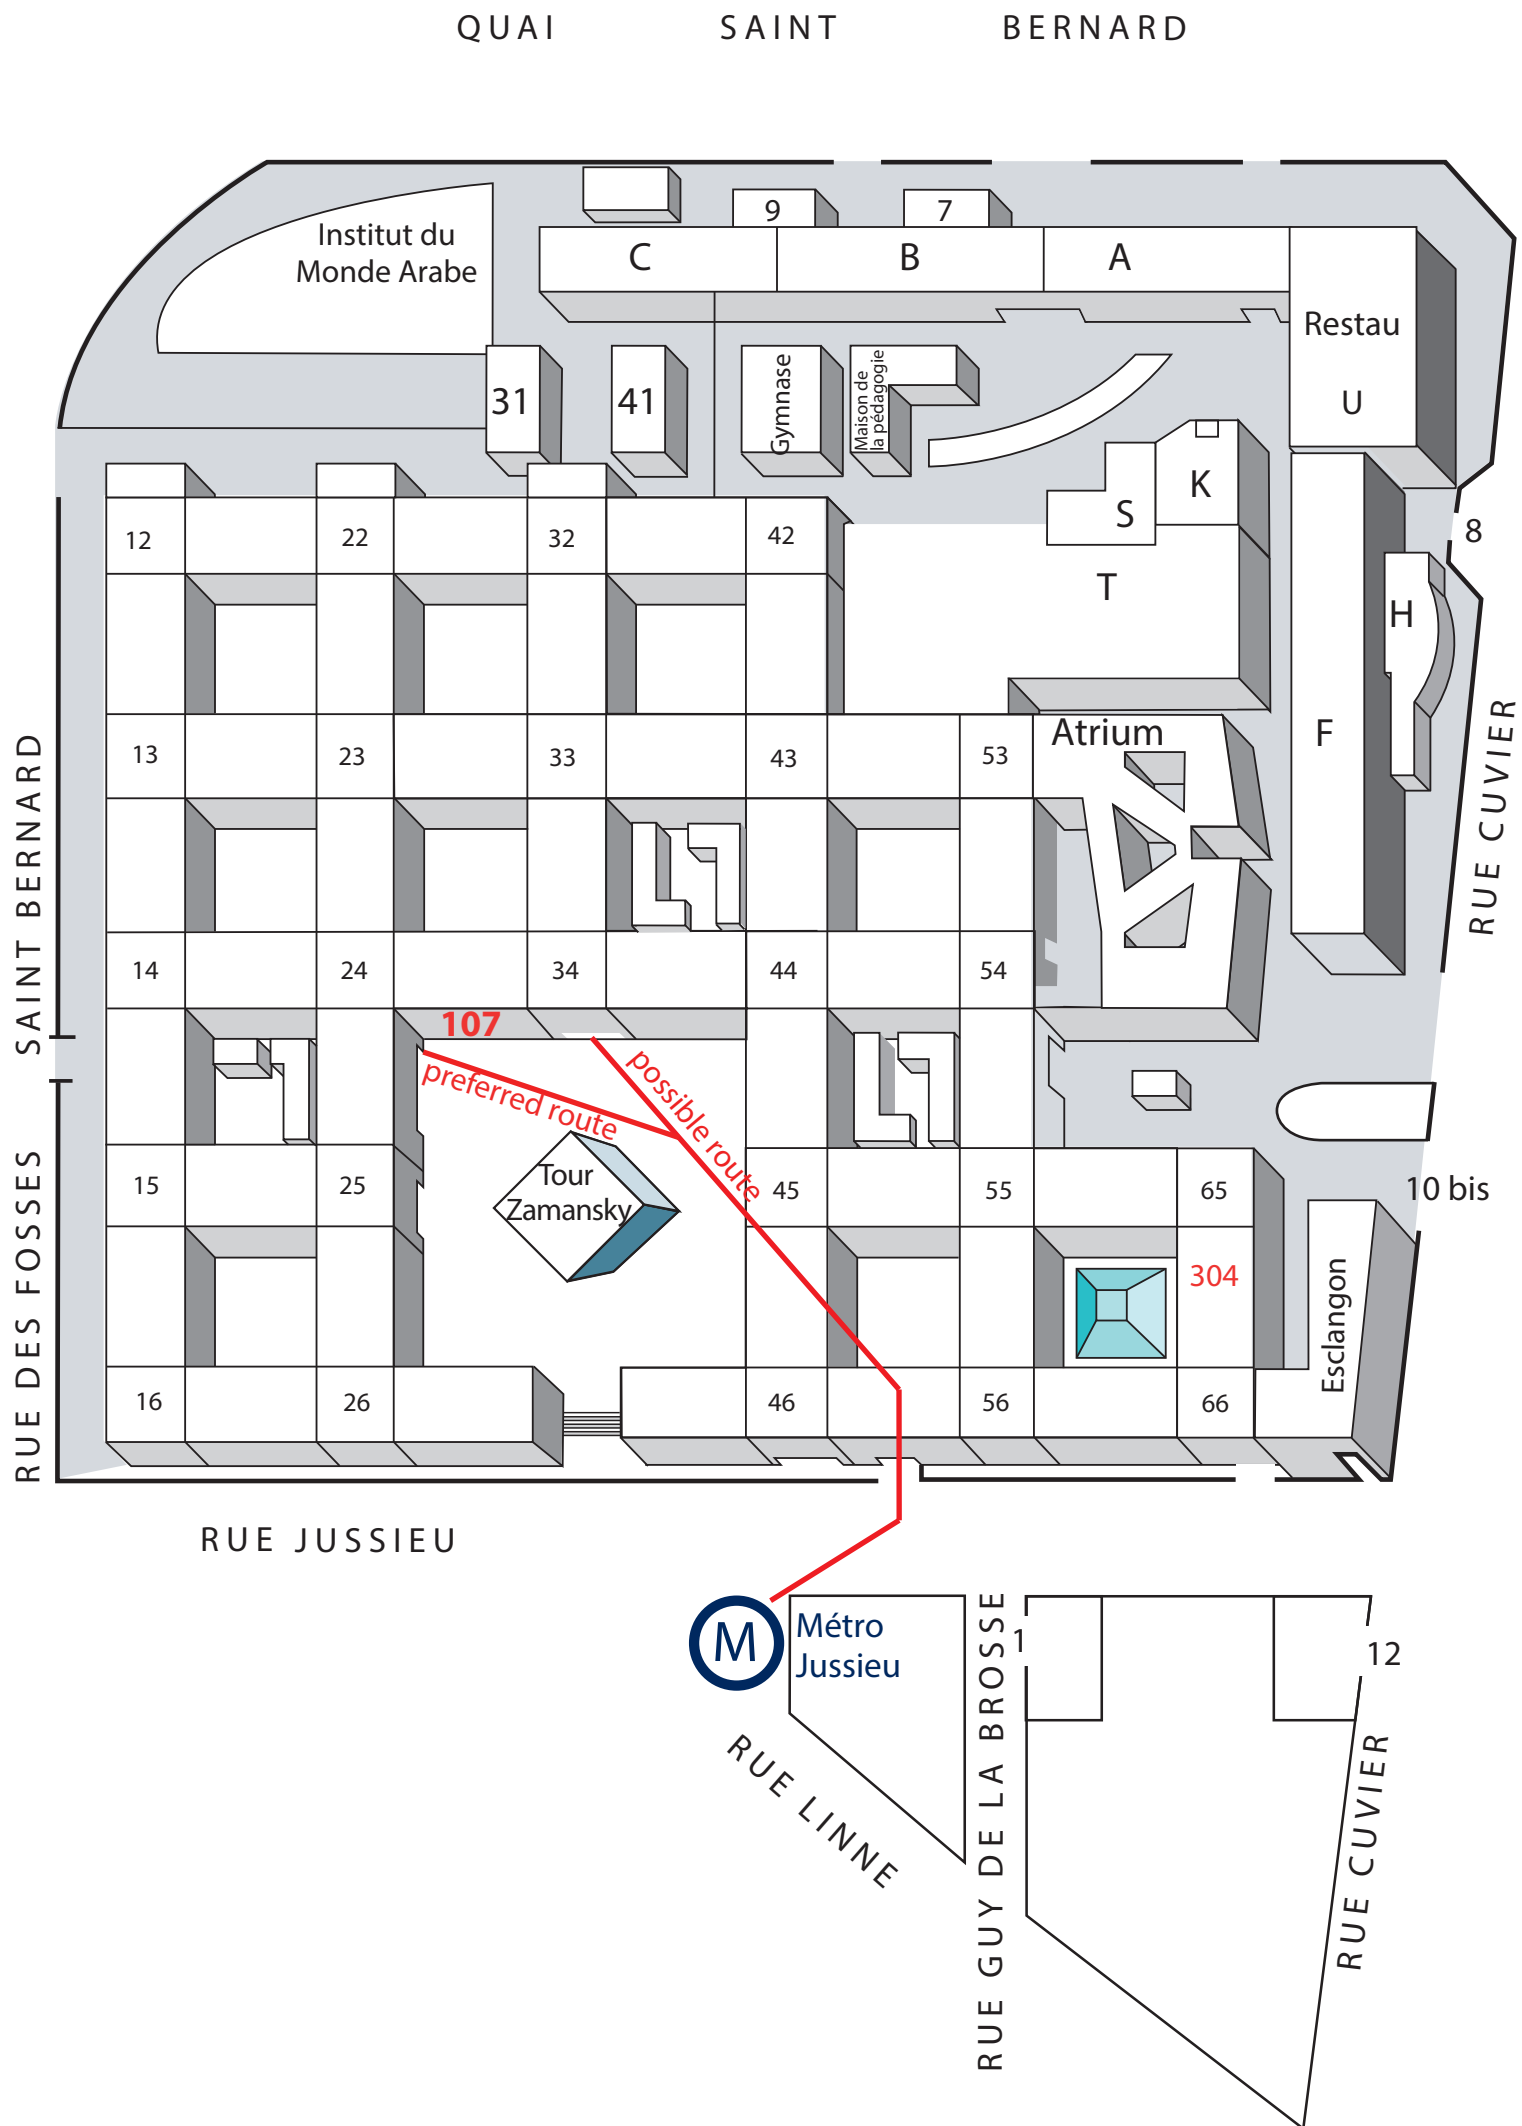 QUAI SAINT BERNARD
Institut du
Monde Arabe
9
7
C
B
A
Restau
U
31
41
Gymnase
Maison de
la pédagogie
K
S
T
8
H
F
12
22
32
42
Atrium
13
23
33
43
53
14
24
34
44
54
107
preferred route
possible route
Tour
Zamansky
15
25
45
55
65
10 bis
304
Esclangon
16
26
46
56
66
RUE DES FOSSES SAINT BERNARD
RUE CUVIER
RUE JUSSIEU
M
Métro
Jussieu
1
12
RUE LINNE
RUE GUY DE LA BROSSE
RUE CUVIER